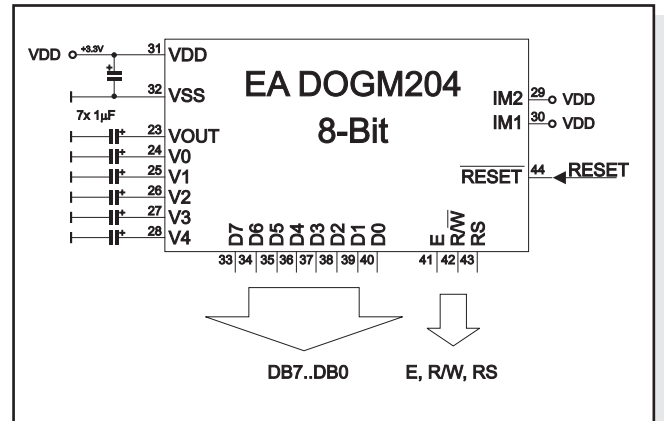 VDD +3.3V 31 VDD
EA DOGM204
8-Bit
32 VSS
7x 1µF
23 VOUT
24 V0
25 V1
26 V2
27 V3
28 V4
IM2 29 VDD
IM1 30 VDD
RESET 44 RESET
D7 D6 D5 D4 D3 D2 D1 D0
E R/W RS
33 34 35 36 37 38 39 40
41 42 43
DB7..DB0
E, R/W, RS